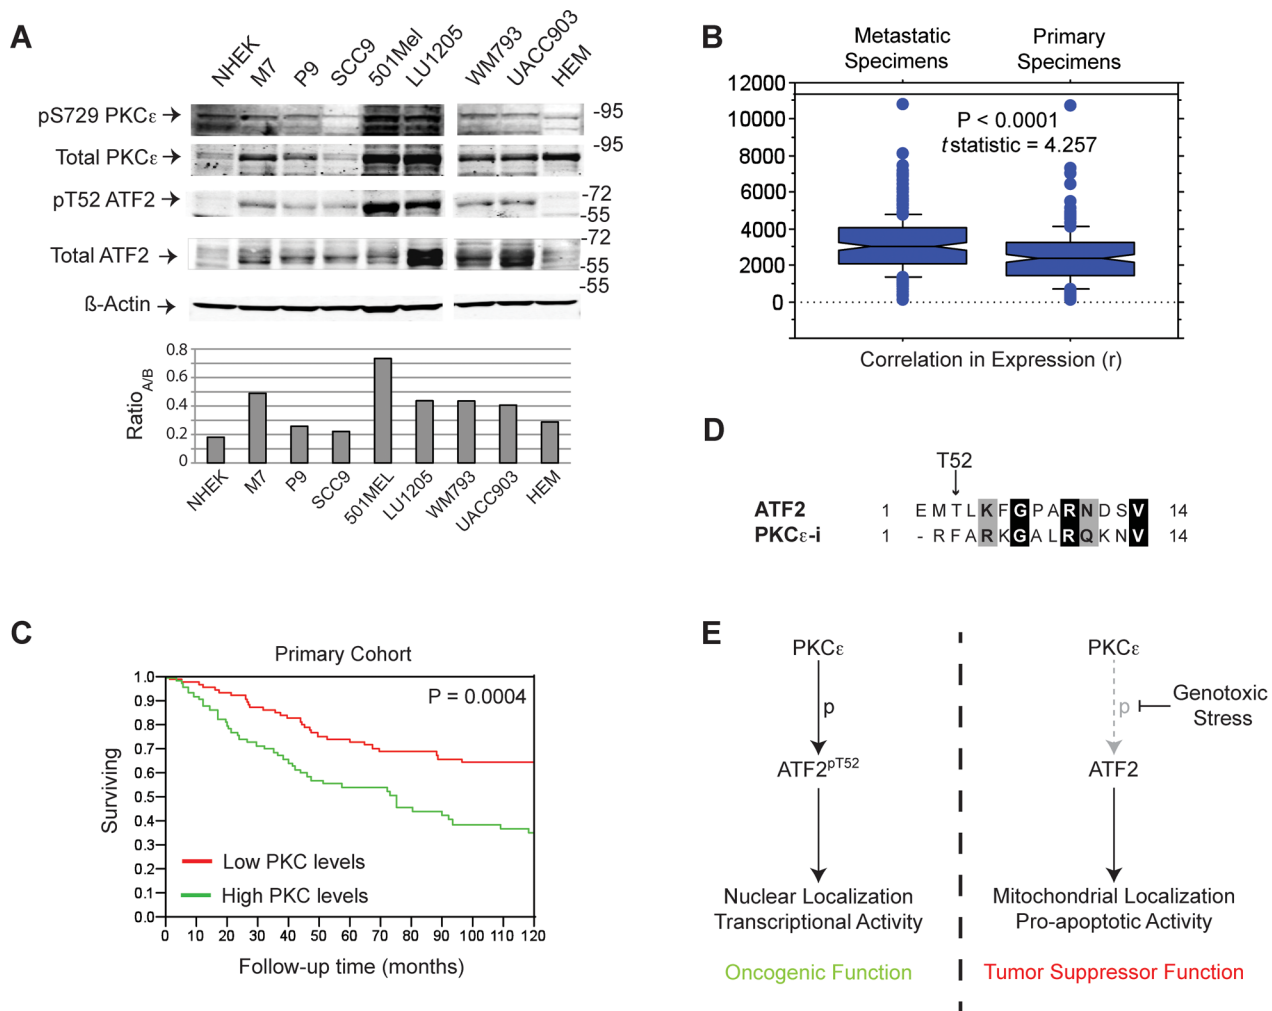 A
NHEK
M7
P9
SCC9
501Mel
LU1205
WM793
UACC903
HEM
pS729 PKCε
-95
Total PKCε
-95
pT52 ATF2
-72
-55
Total ATF2
-72
-55
-55
ß-Actin
Ratio A/B
0.8
0.6
0.4
0.2
0
NHEK
M7
P9
SCC9
501MEL
LU1205
WM793
UACC903
HEM
B
Metastatic
Specimens
Primary
Specimens
12000
10000
8000
6000
4000
2000
0
P < 0.0001
t statistic = 4.257
Correlation in Expression (r)
D
T52
ATF2 1 E M T L K F G P A R N D S V 14
PKCε-i 1 - R F A R K G A L R Q K N V 14
C
Primary Cohort
P = 0.0004
Surviving
1.0
0.9
0.8
0.7
0.6
0.5
0.4
0.3
0.2
0.1
0.0
Low PKC levels
High PKC levels
0 10 20 30 40 50 60 70 80 90 100 110 120
Follow-up time (months)
E
PKCε
p
ATF2pT52
Nuclear Localization
Transcriptional Activity
Oncogenic Function
PKCε
p
Genotoxic
Stress
ATF2
Mitochondrial Localization
Pro-apoptotic Activity
Tumor Suppressor Function